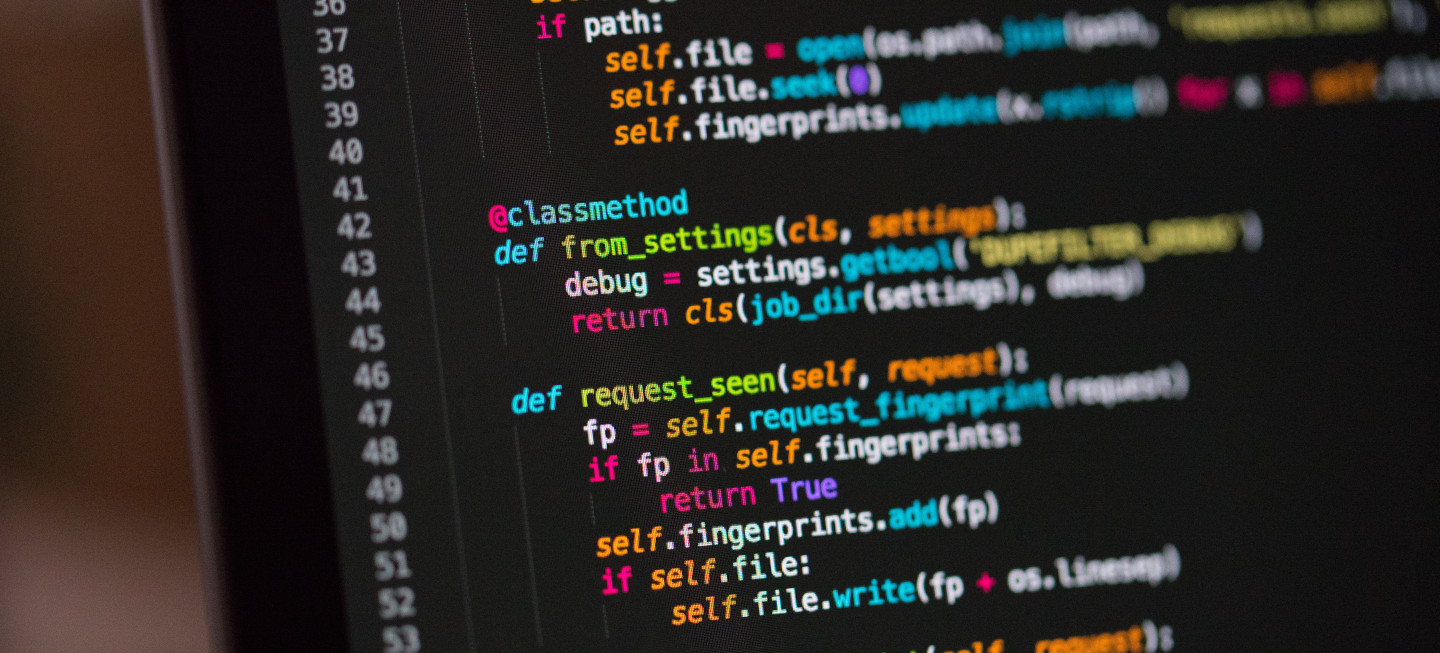 36
37 if path:
38 self.file = open(os.path.join(path, 'requests.seen'),
39 self.file.seek(0)
40 self.fingerprints.update(x.rstrip() for x in self.file
41
42 @classmethod
43 def from_settings(cls, settings):
44 debug = settings.getbool('DUPEFILTER_DEBUG')
45 return cls(job_dir(settings), debug)
46
47 def request_seen(self, request):
48 fp = self.request_fingerprint(request)
49 if fp in self.fingerprints:
50 return True
51 self.fingerprints.add(fp)
52 if self.file:
53 self.file.write(fp + os.linesep)
self, request):